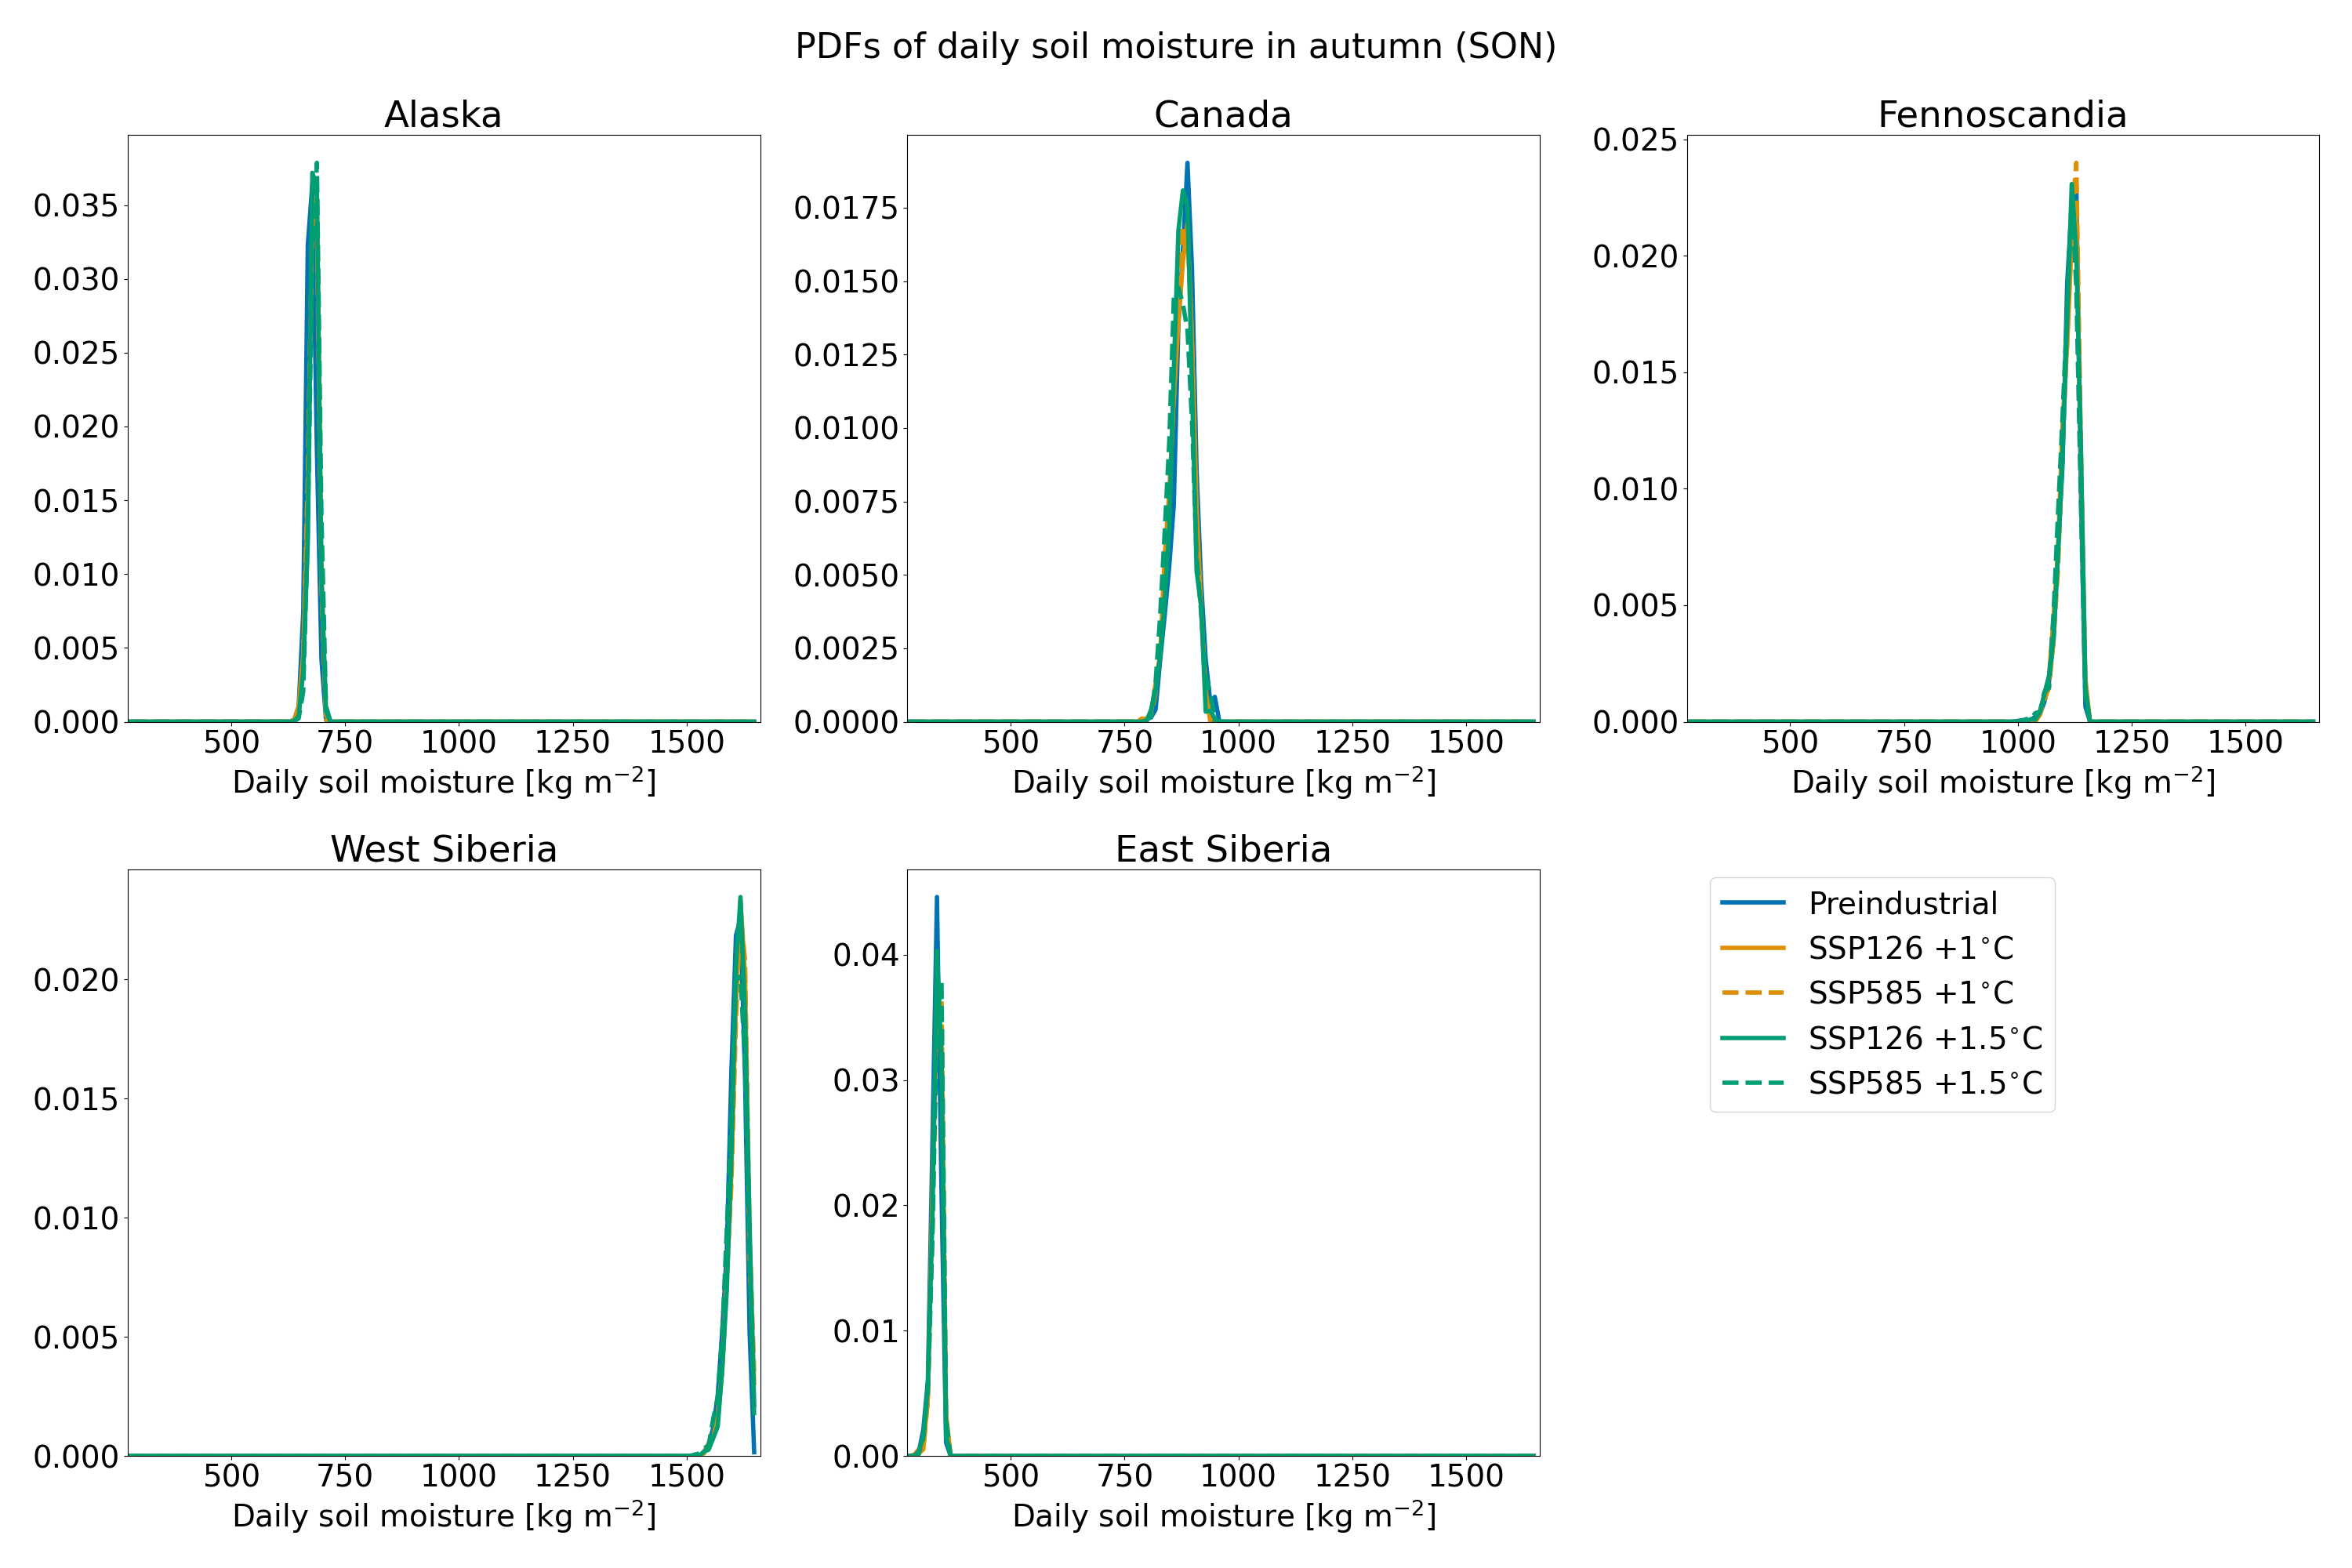 PDFs of daily soil moisture in autumn (SON)
Alaska
0.035
0.030
0.025
0.020
0.015
0.010
0.005
0.000
500 750 1000 1250 1500
Daily soil moisture [kg m⁻²]
Canada
0.0175
0.0150
0.0125
0.0100
0.0075
0.0050
0.0025
0.0000
500 750 1000 1250 1500
Daily soil moisture [kg m⁻²]
Fennoscandia
0.025
0.020
0.015
0.010
0.005
0.000
500 750 1000 1250 1500
Daily soil moisture [kg m⁻²]
West Siberia
0.020
0.015
0.010
0.005
0.000
500 750 1000 1250 1500
Daily soil moisture [kg m⁻²]
East Siberia
0.04
0.03
0.02
0.01
0.00
500 750 1000 1250 1500
Daily soil moisture [kg m⁻²]
Preindustrial
SSP126 +1°C
SSP585 +1°C
SSP126 +1.5°C
SSP585 +1.5°C